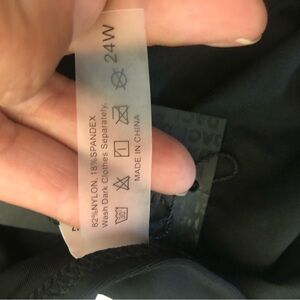 82%NYLON, 18%SPANDEX
Wash Dark Clothes Separately.
24W
MADE IN CHINA